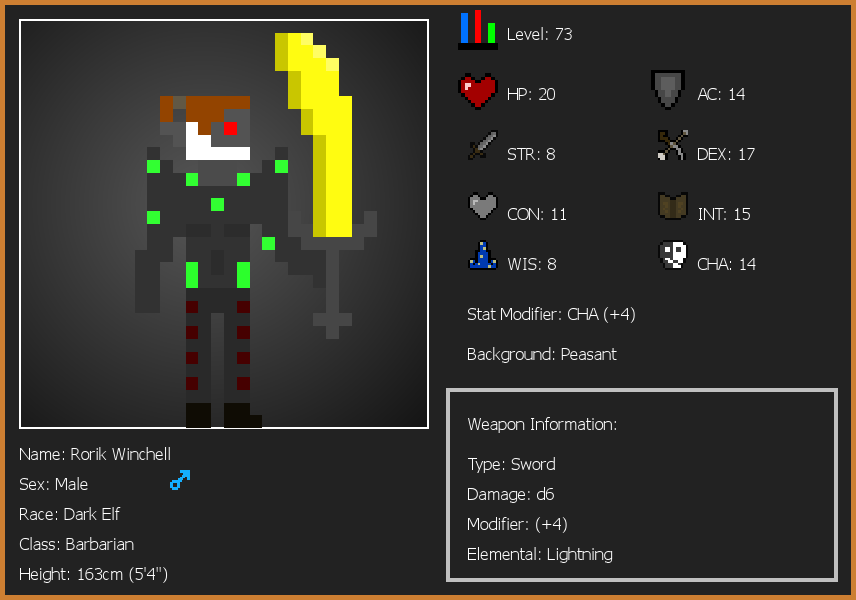 Level: 73
HP: 20
AC: 14
STR: 8
DEX: 17
CON: 11
INT: 15
WIS: 8
CHA: 14
Stat Modifier: CHA (+4)
Background: Peasant
Weapon Information:
Type: Sword
Damage: d6
Modifier: (+4)
Elemental: Lightning
Name: Rorik Winchell
Sex: Male
Race: Dark Elf
Class: Barbarian
Height: 163cm (5'4")